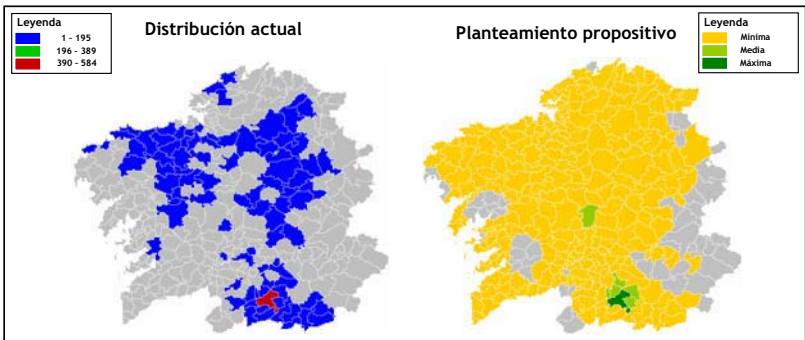 Leyenda
1 - 195
196 - 389
390 - 584
Distribución actual
Planteamiento propositivo
Leyenda
Mínima
Media
Máxima